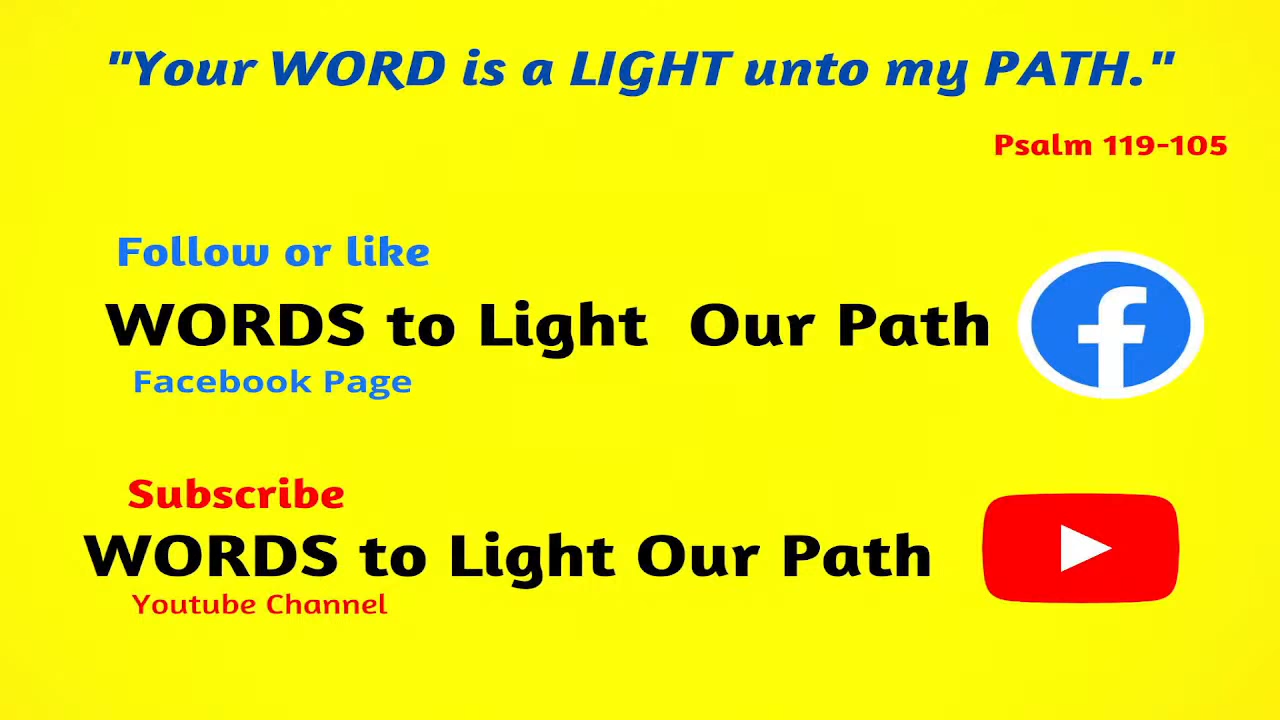 "Your WORD is a LIGHT unto my PATH."
Psalm 119-105
Follow or like
WORDS to Light Our Path
Facebook Page
Subscribe
WORDS to Light Our Path
Youtube Channel